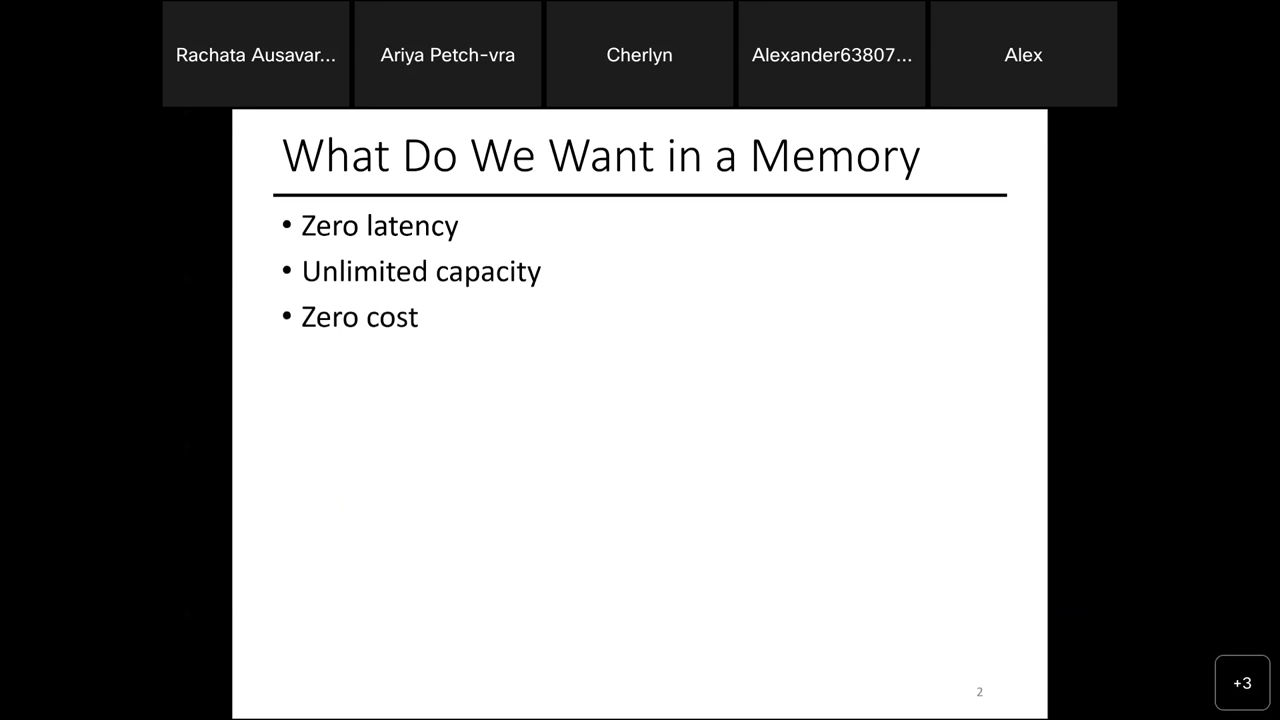 Rachata Ausavar...
Ariya Petch-vra
Cherlyn
Alexander63807...
Alex
What Do We Want in a Memory
• Zero latency
• Unlimited capacity
• Zero cost
2
+3